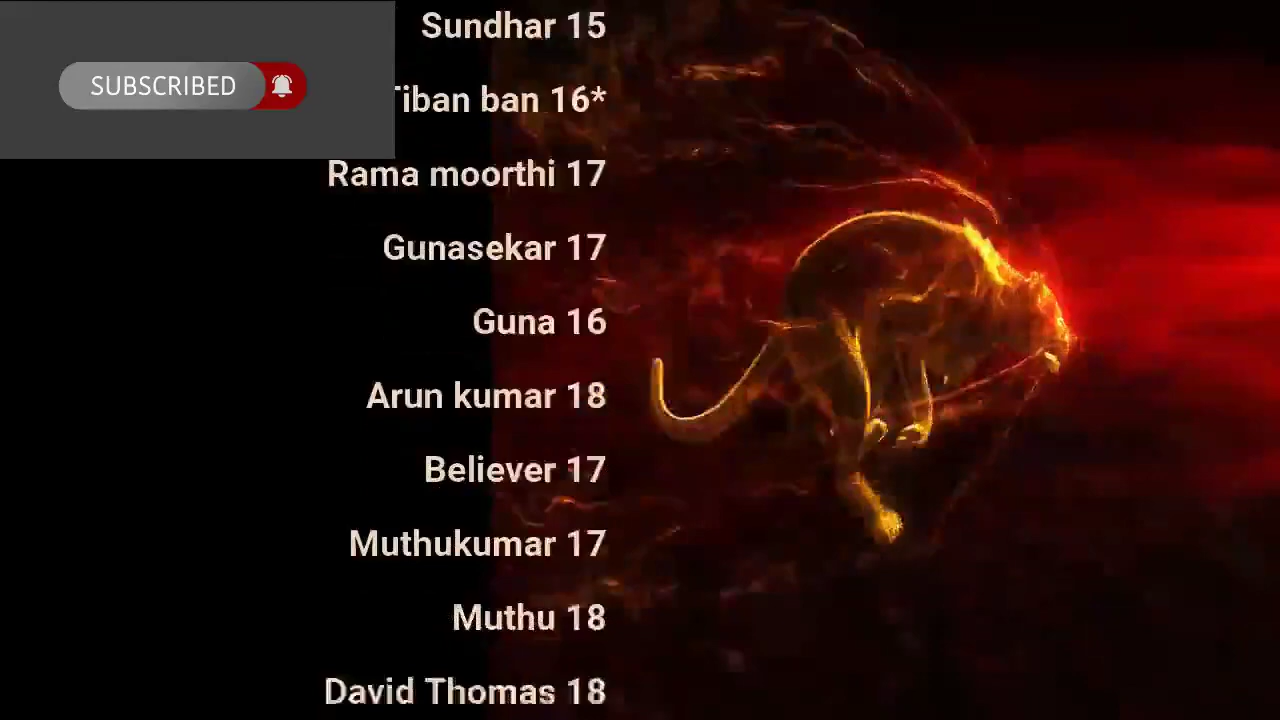 Sundhar 15
SUBSCRIBED
ban 16*
Rama moorthi 17
Gunasekar 17
Guna 16
Arun kumar 18
Believer 17
Muthukumar 17
Muthu 18
David Thomas 18